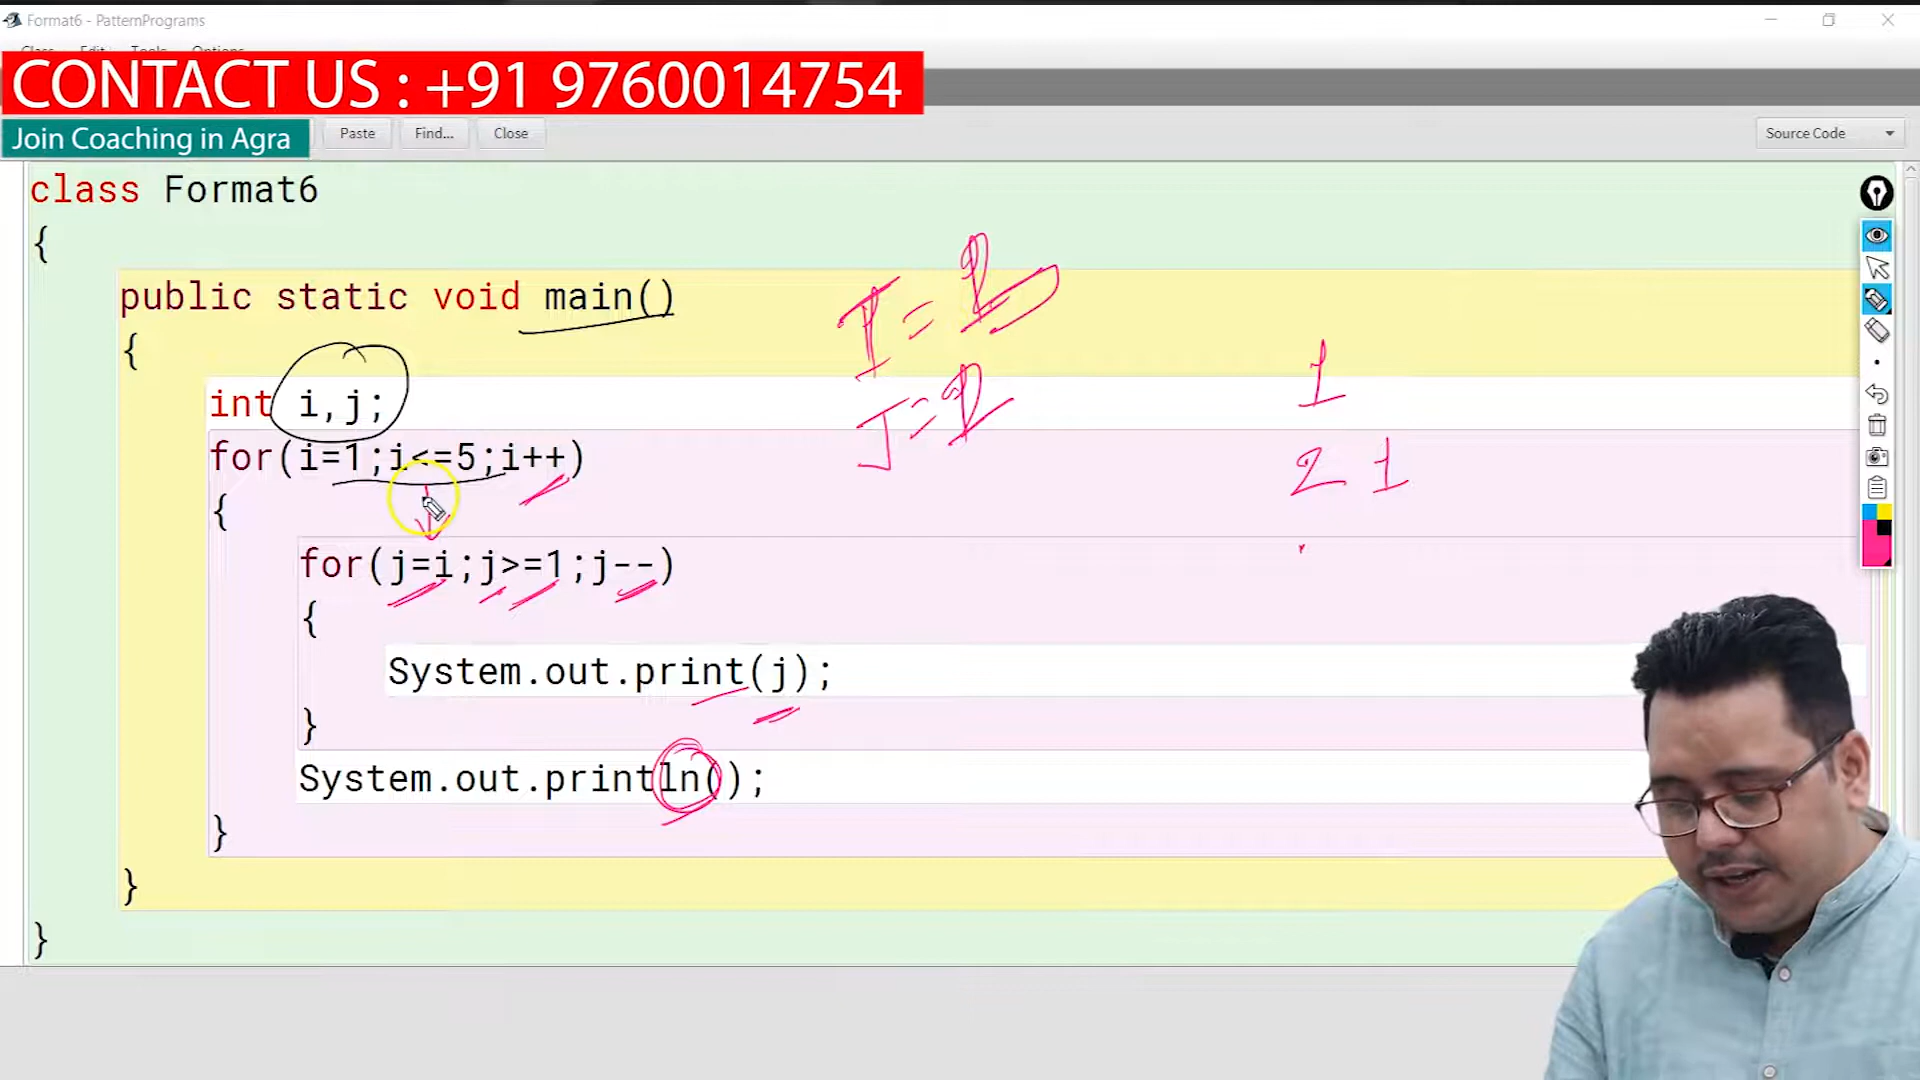 Format6 - PatternPrograms
CONTACT US : +91 9760014754
Join Coaching in Agra
Paste Find... Close Source Code
class Format6
{
public static void main()
{
int i,j;
for(i=1;i<=5;i++)
{
for(j=i;j>=1;j--)
{
System.out.print(j);
}
System.out.println();
}
}
}
I =
J =
1
2 1